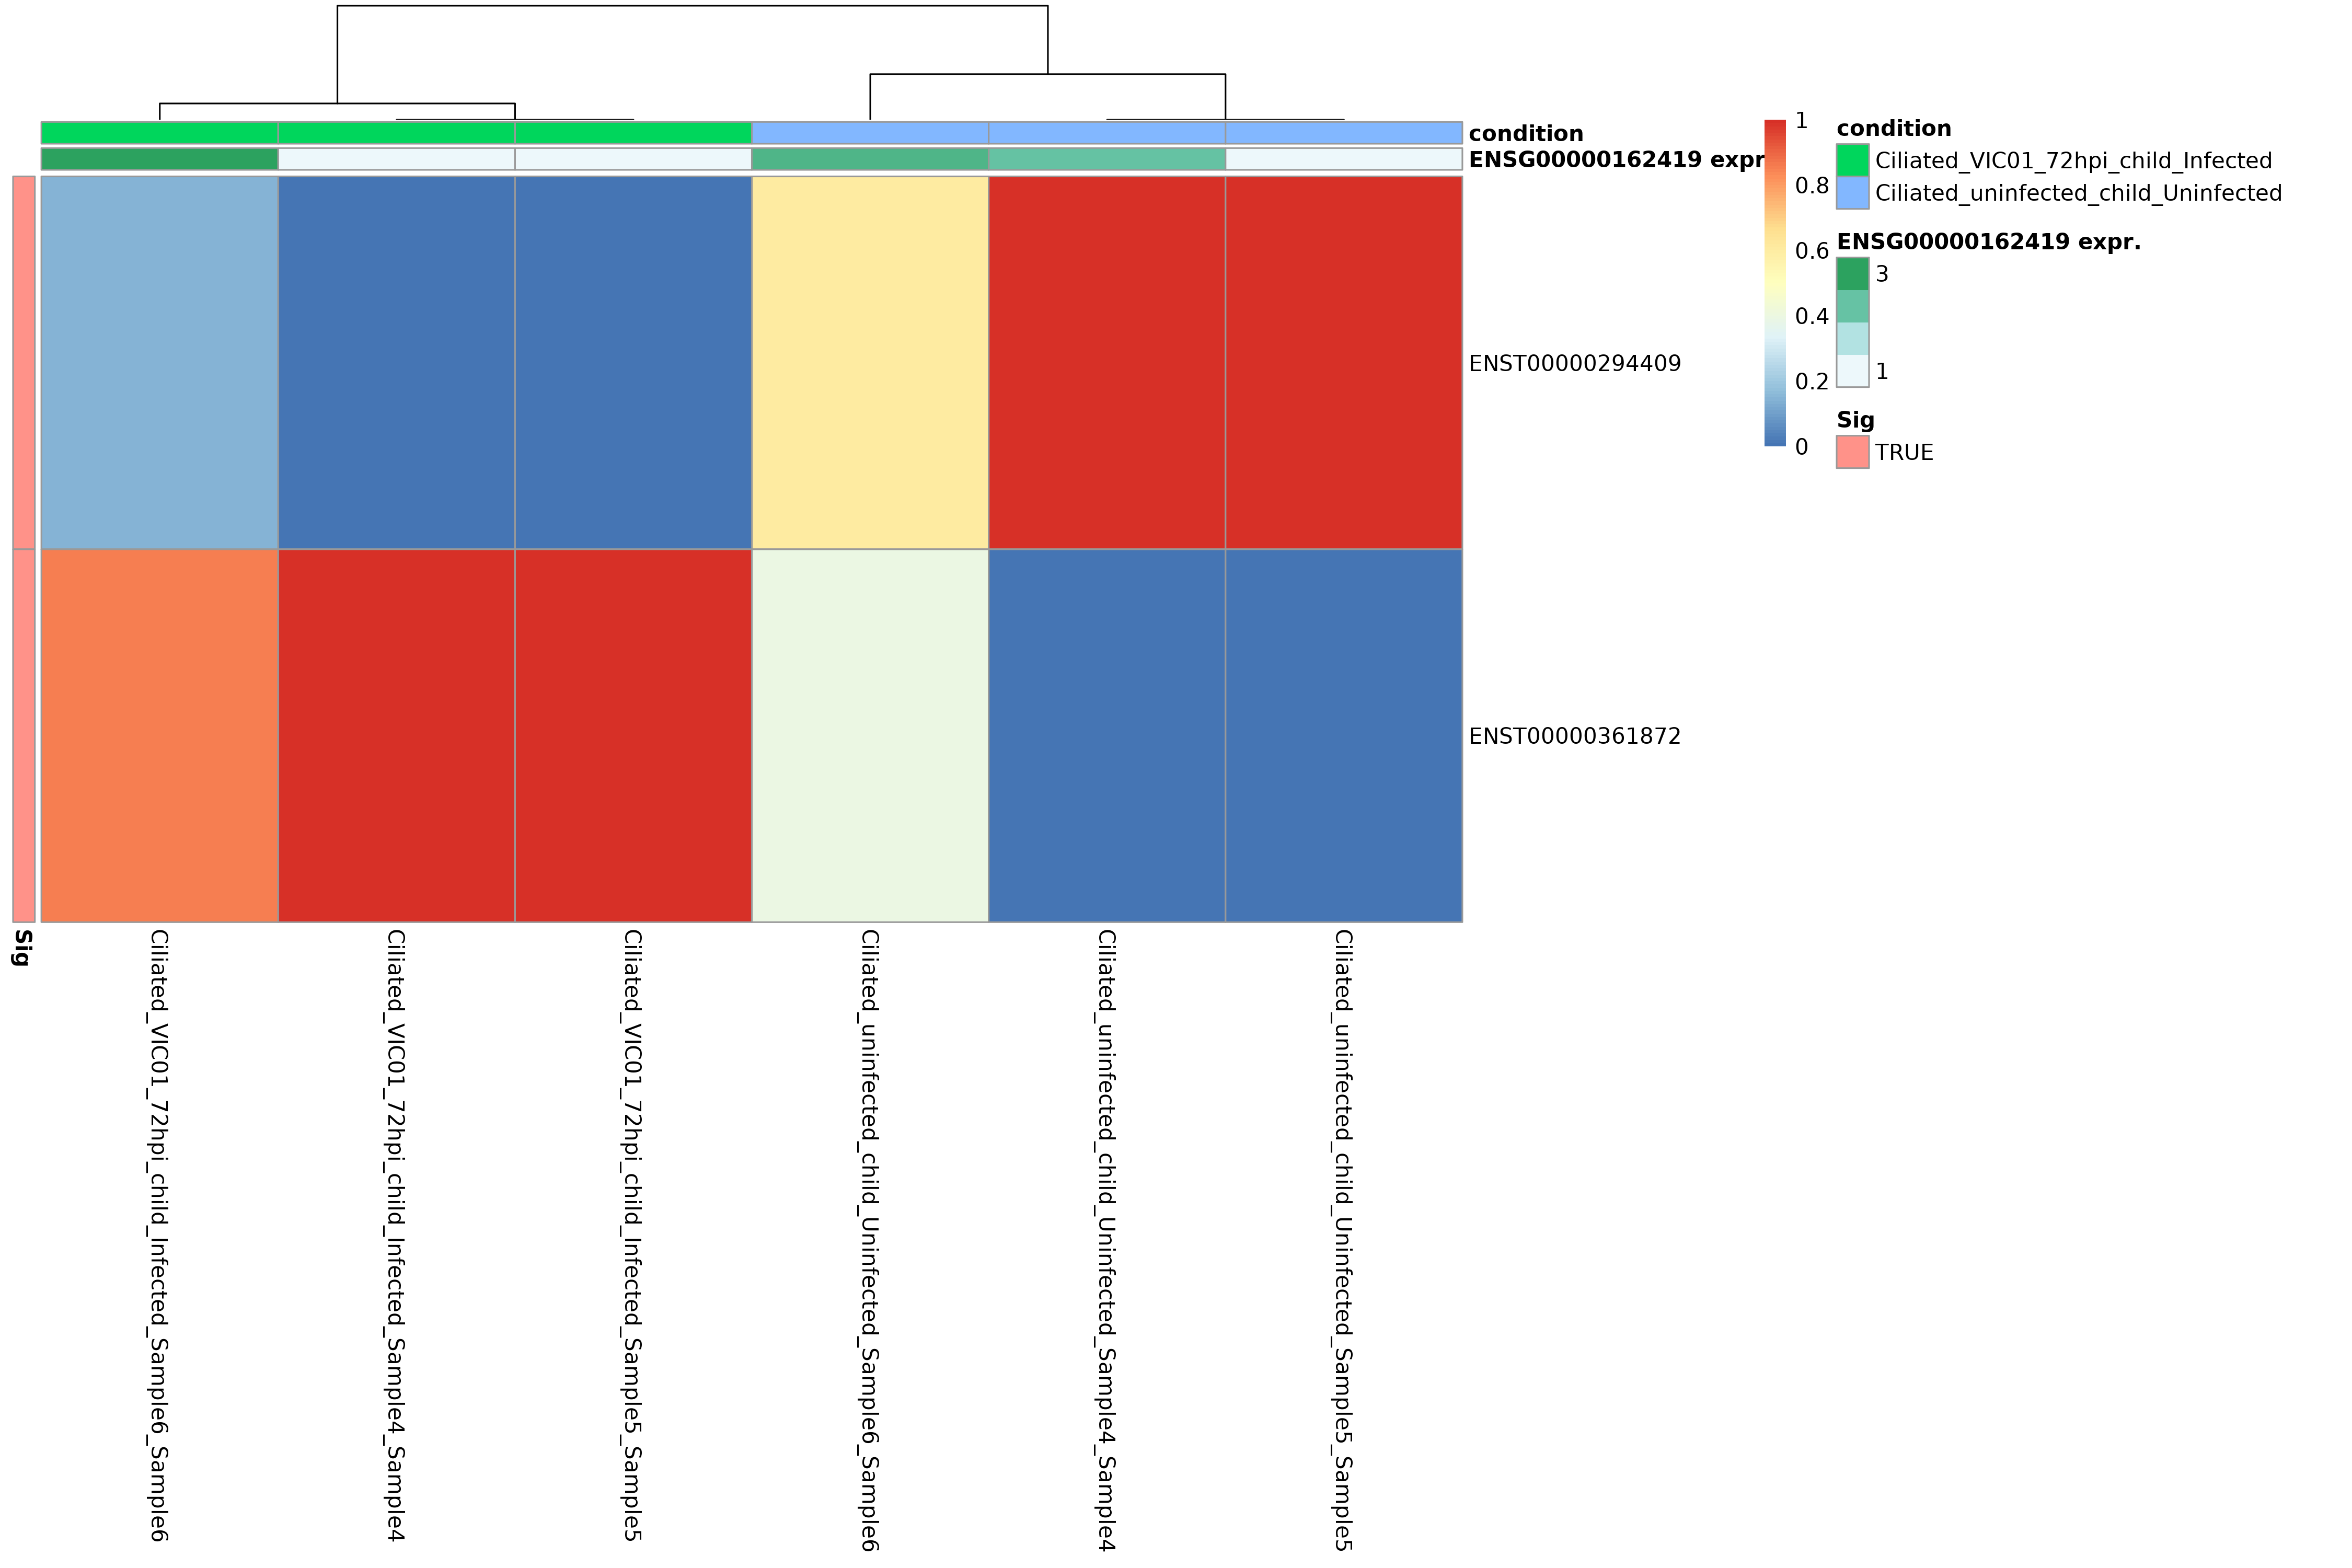 condition
ENSG00000162419 expr
1
0.8
0.6
0.4
0.2
0
condition
Ciliated_VIC01_72hpi_child_Infected
Ciliated_uninfected_child_Uninfected
ENSG00000162419 expr.
3
1
Sig
TRUE
ENST00000294409
ENST00000361872
Sig
Ciliated_VIC01_72hpi_child_Infected_Sample6_Sample6
Ciliated_VIC01_72hpi_child_Infected_Sample4_Sample4
Ciliated_VIC01_72hpi_child_Infected_Sample5_Sample5
Ciliated_uninfected_child_Uninfected_Sample6_Sample6
Ciliated_uninfected_child_Uninfected_Sample4_Sample4
Ciliated_uninfected_child_Uninfected_Sample5_Sample5